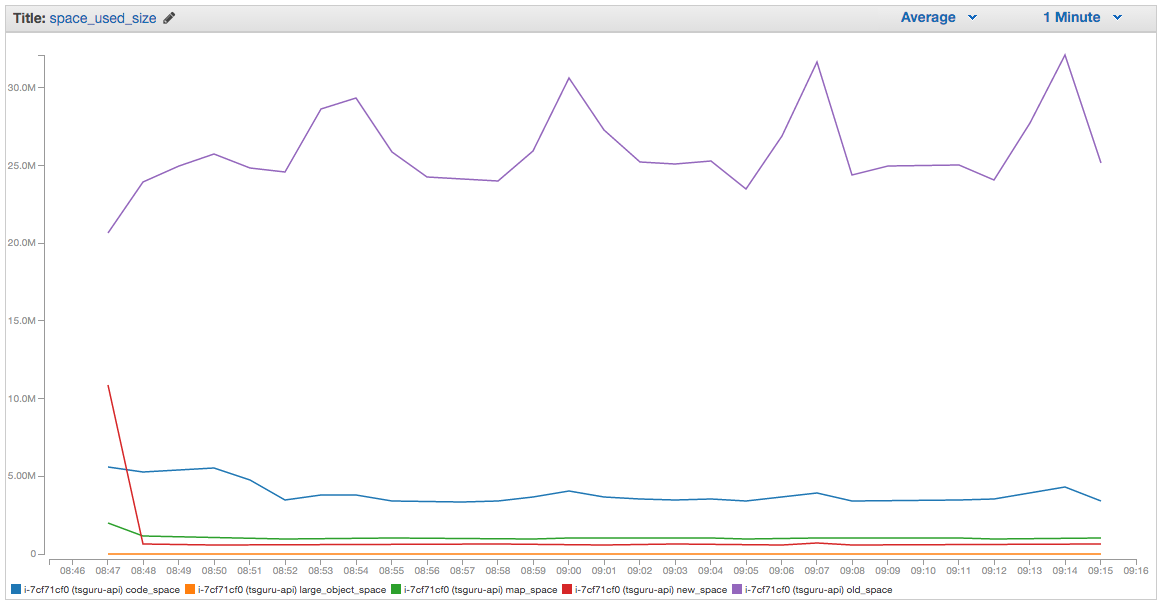 Title: space_used_size Average 1 Minute
30.0M
25.0M
20.0M
15.0M
10.0M
5.00M
0
08:46 08:47 08:48 08:49 08:50 08:51 08:52 08:53 08:54 08:55 08:56 08:57 08:58 08:59 09:00 09:01 09:02 09:03 09:04 09:05 09:06 09:07 09:08 09:09 09:10 09:11 09:12 09:13 09:14 09:15 09:16
i-7cf71cf0 (tsguru-api) code_space i-7cf71cf0 (tsguru-api) large_object_space i-7cf71cf0 (tsguru-api) map_space i-7cf71cf0 (tsguru-api) new_space i-7cf71cf0 (tsguru-api) old_space